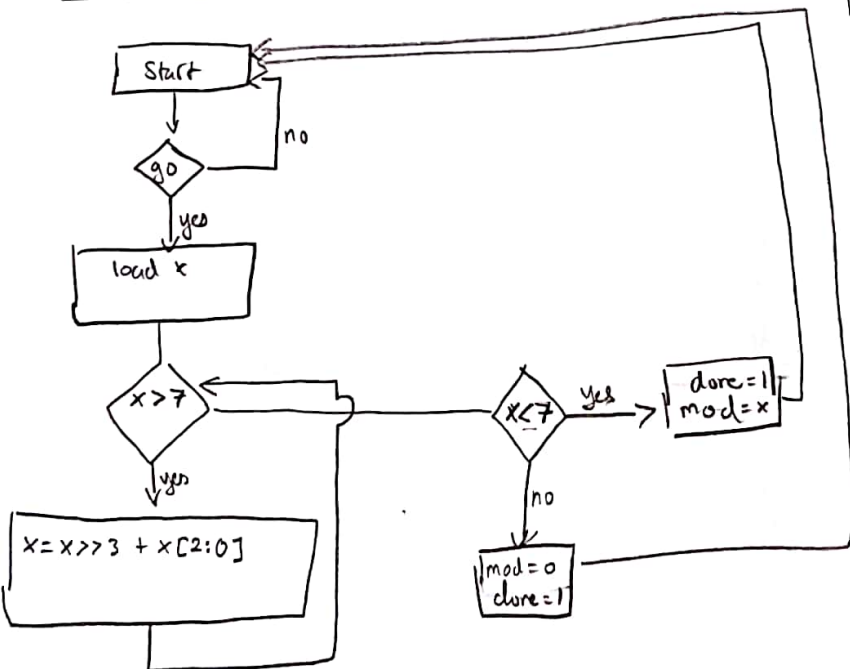 Start
go
no
yes
load x
x>7
yes
x=x>>3 + x[2:0]
x<7
yes
done=1
mod=x
no
mod=0
done=1